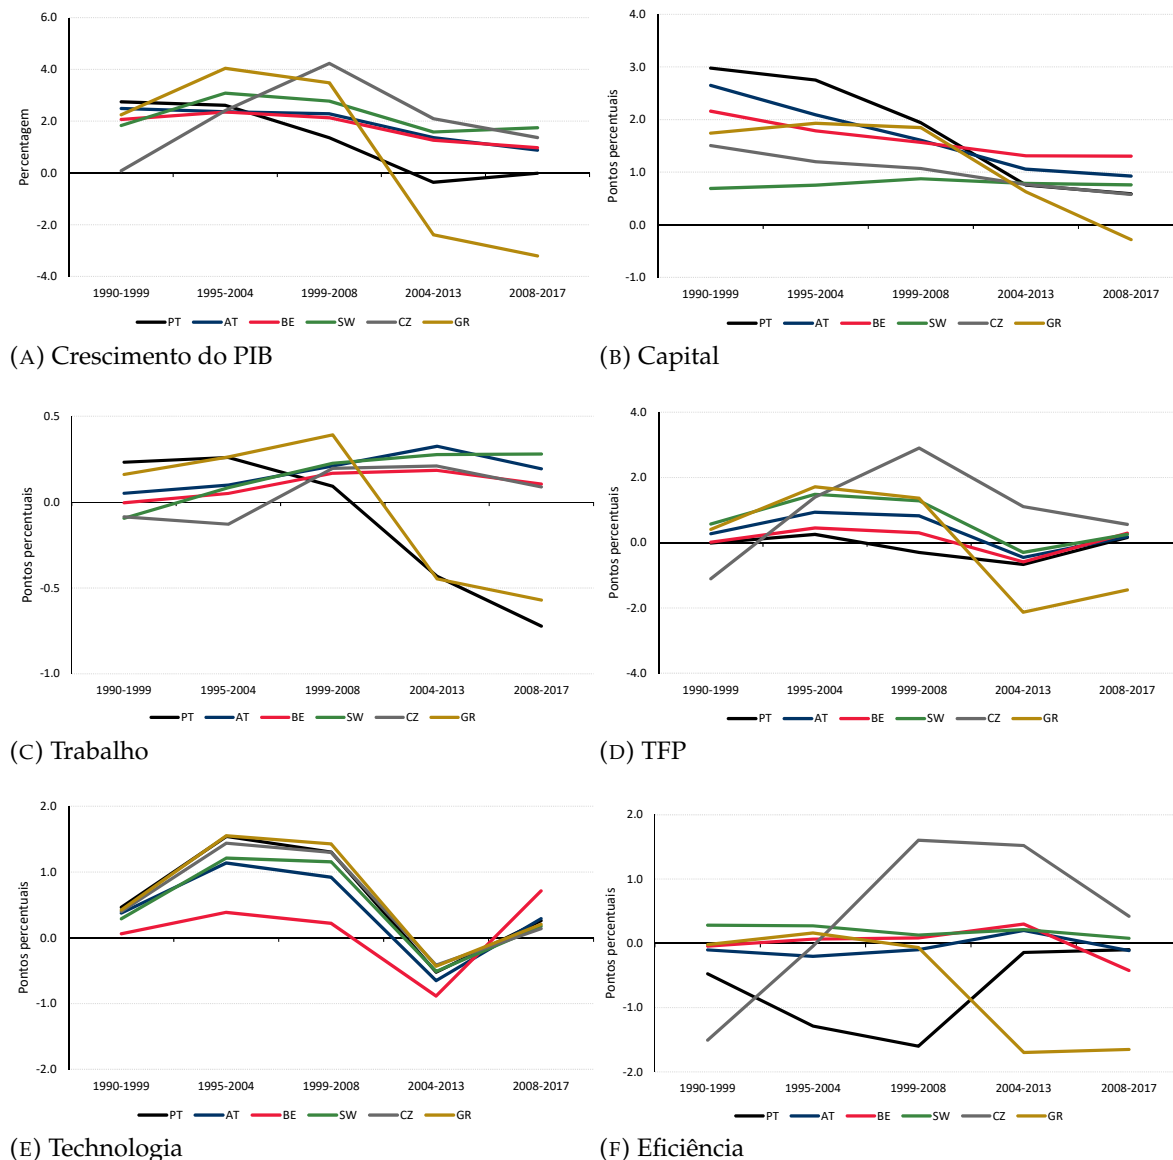 6.0
4.0
2.0
0.0
-2.0
-4.0
Percentagem
1990-1999 1995-2004 1999-2008 2004-2013 2008-2017
PT AT BE SW CZ GR
(A) Crescimento do PIB
4.0
3.0
2.0
1.0
0.0
-1.0
Pontos percentuais
1990-1999 1995-2004 1999-2008 2004-2013 2008-2017
PT AT BE SW CZ GR
(B) Capital
0.5
0.0
-0.5
-1.0
Pontos percentuais
1990-1999 1995-2004 1999-2008 2004-2013 2008-2017
PT AT BE SW CZ GR
(C) Trabalho
4.0
2.0
0.0
-2.0
-4.0
Pontos percentuais
1990-1999 1995-2004 1999-2008 2004-2013 2008-2017
PT AT BE SW CZ GR
(D) TFP
2.0
1.0
0.0
-1.0
-2.0
Pontos percentuais
1990-1999 1995-2004 1999-2008 2004-2013 2008-2017
PT AT BE SW CZ GR
(E) Technologia
2.0
1.0
0.0
-1.0
-2.0
Pontos percentuais
1990-1999 1995-2004 1999-2008 2004-2013 2008-2017
PT AT BE SW CZ GR
(F) Eficiência